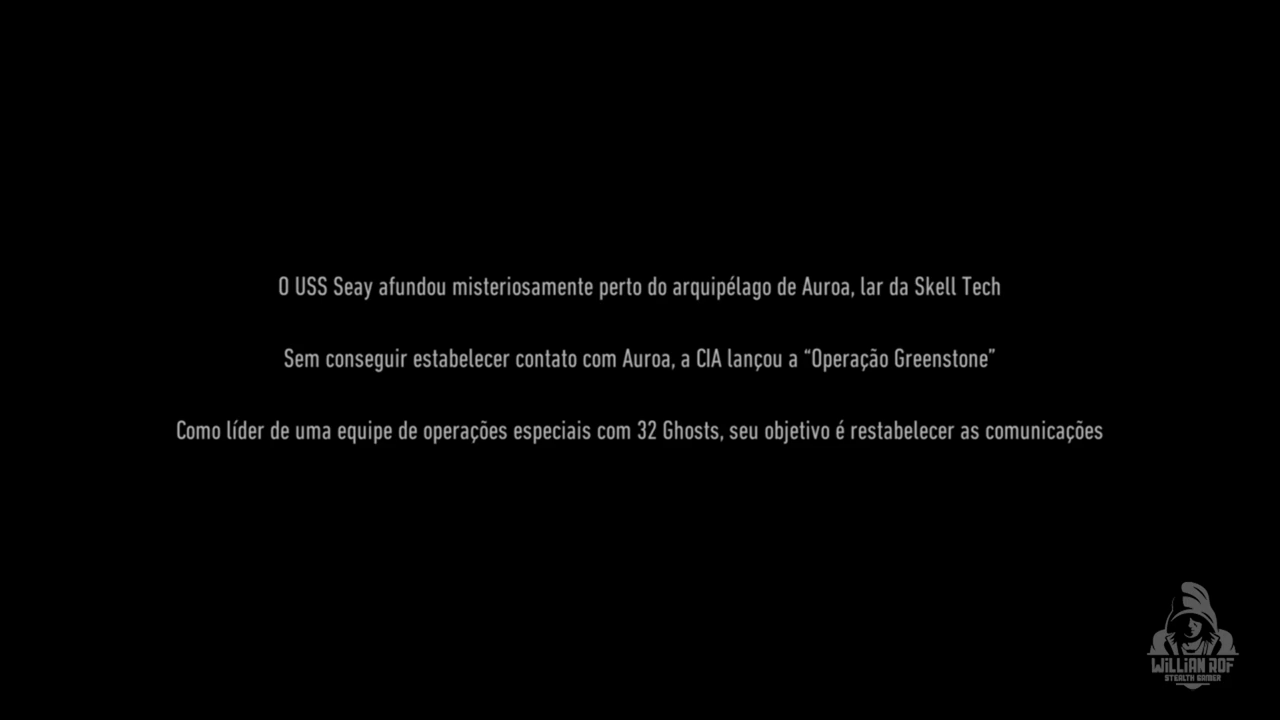 O USS Seay afundou misteriosamente perto do arquipélago de Auroa, lar da Skell Tech
Sem conseguir estabelecer contato com Auroa, a CIA lançou a “Operação Greenstone”
Como líder de uma equipe de operações especiais com 32 Ghosts, seu objetivo é restabelecer as comunicações
WILLIAN ROF
STEALTH GAMER